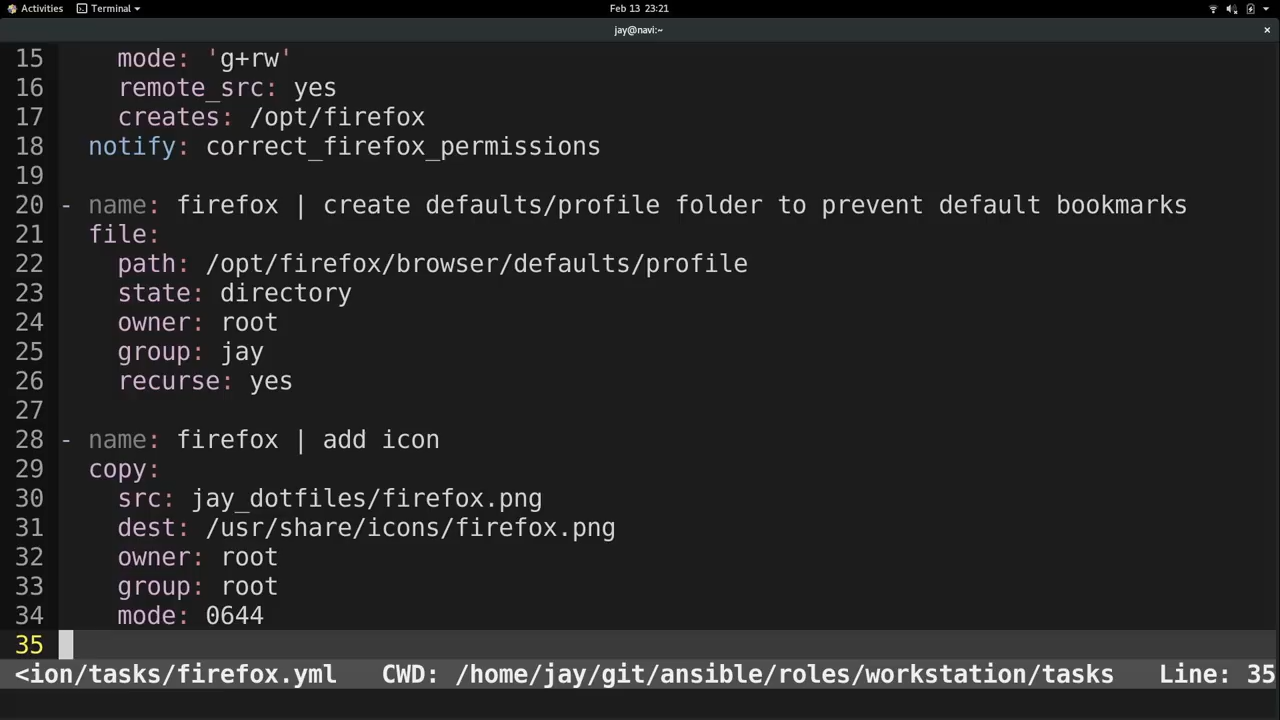 Activities Terminal Feb 13 23:21
jay@navi:~ ×
15 mode: 'g+rw'
16 remote_src: yes
17 creates: /opt/firefox
18 notify: correct_firefox_permissions
19
20 - name: firefox | create defaults/profile folder to prevent default bookmarks
21 file:
22 path: /opt/firefox/browser/defaults/profile
23 state: directory
24 owner: root
25 group: jay
26 recurse: yes
27
28 - name: firefox | add icon
29 copy:
30 src: jay_dotfiles/firefox.png
31 dest: /usr/share/icons/firefox.png
32 owner: root
33 group: root
34 mode: 0644
35
<ion/tasks/firefox.yml CWD: /home/jay/git/ansible/roles/workstation/tasks Line: 35